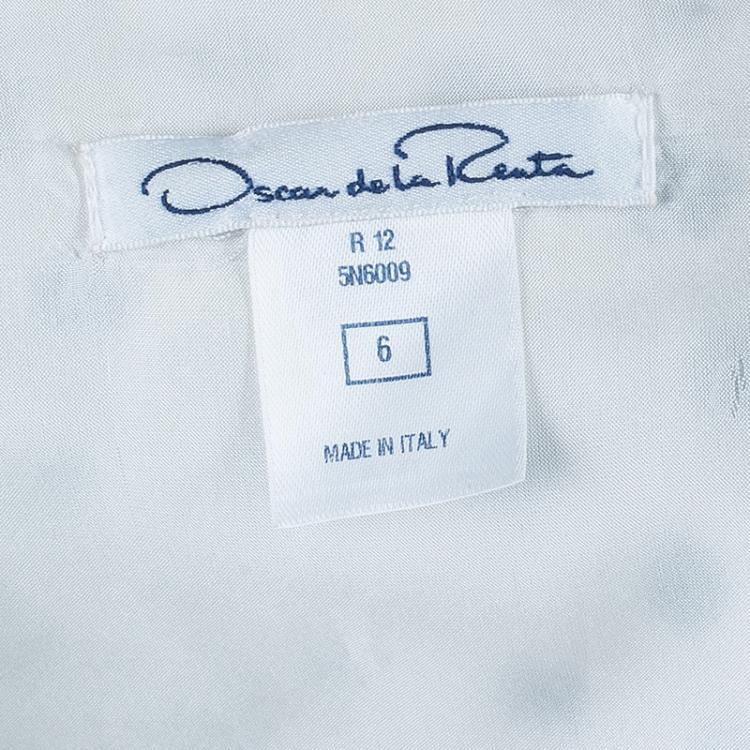 Oscar de la Renta
R 12
5N6009
6
MADE IN ITALY